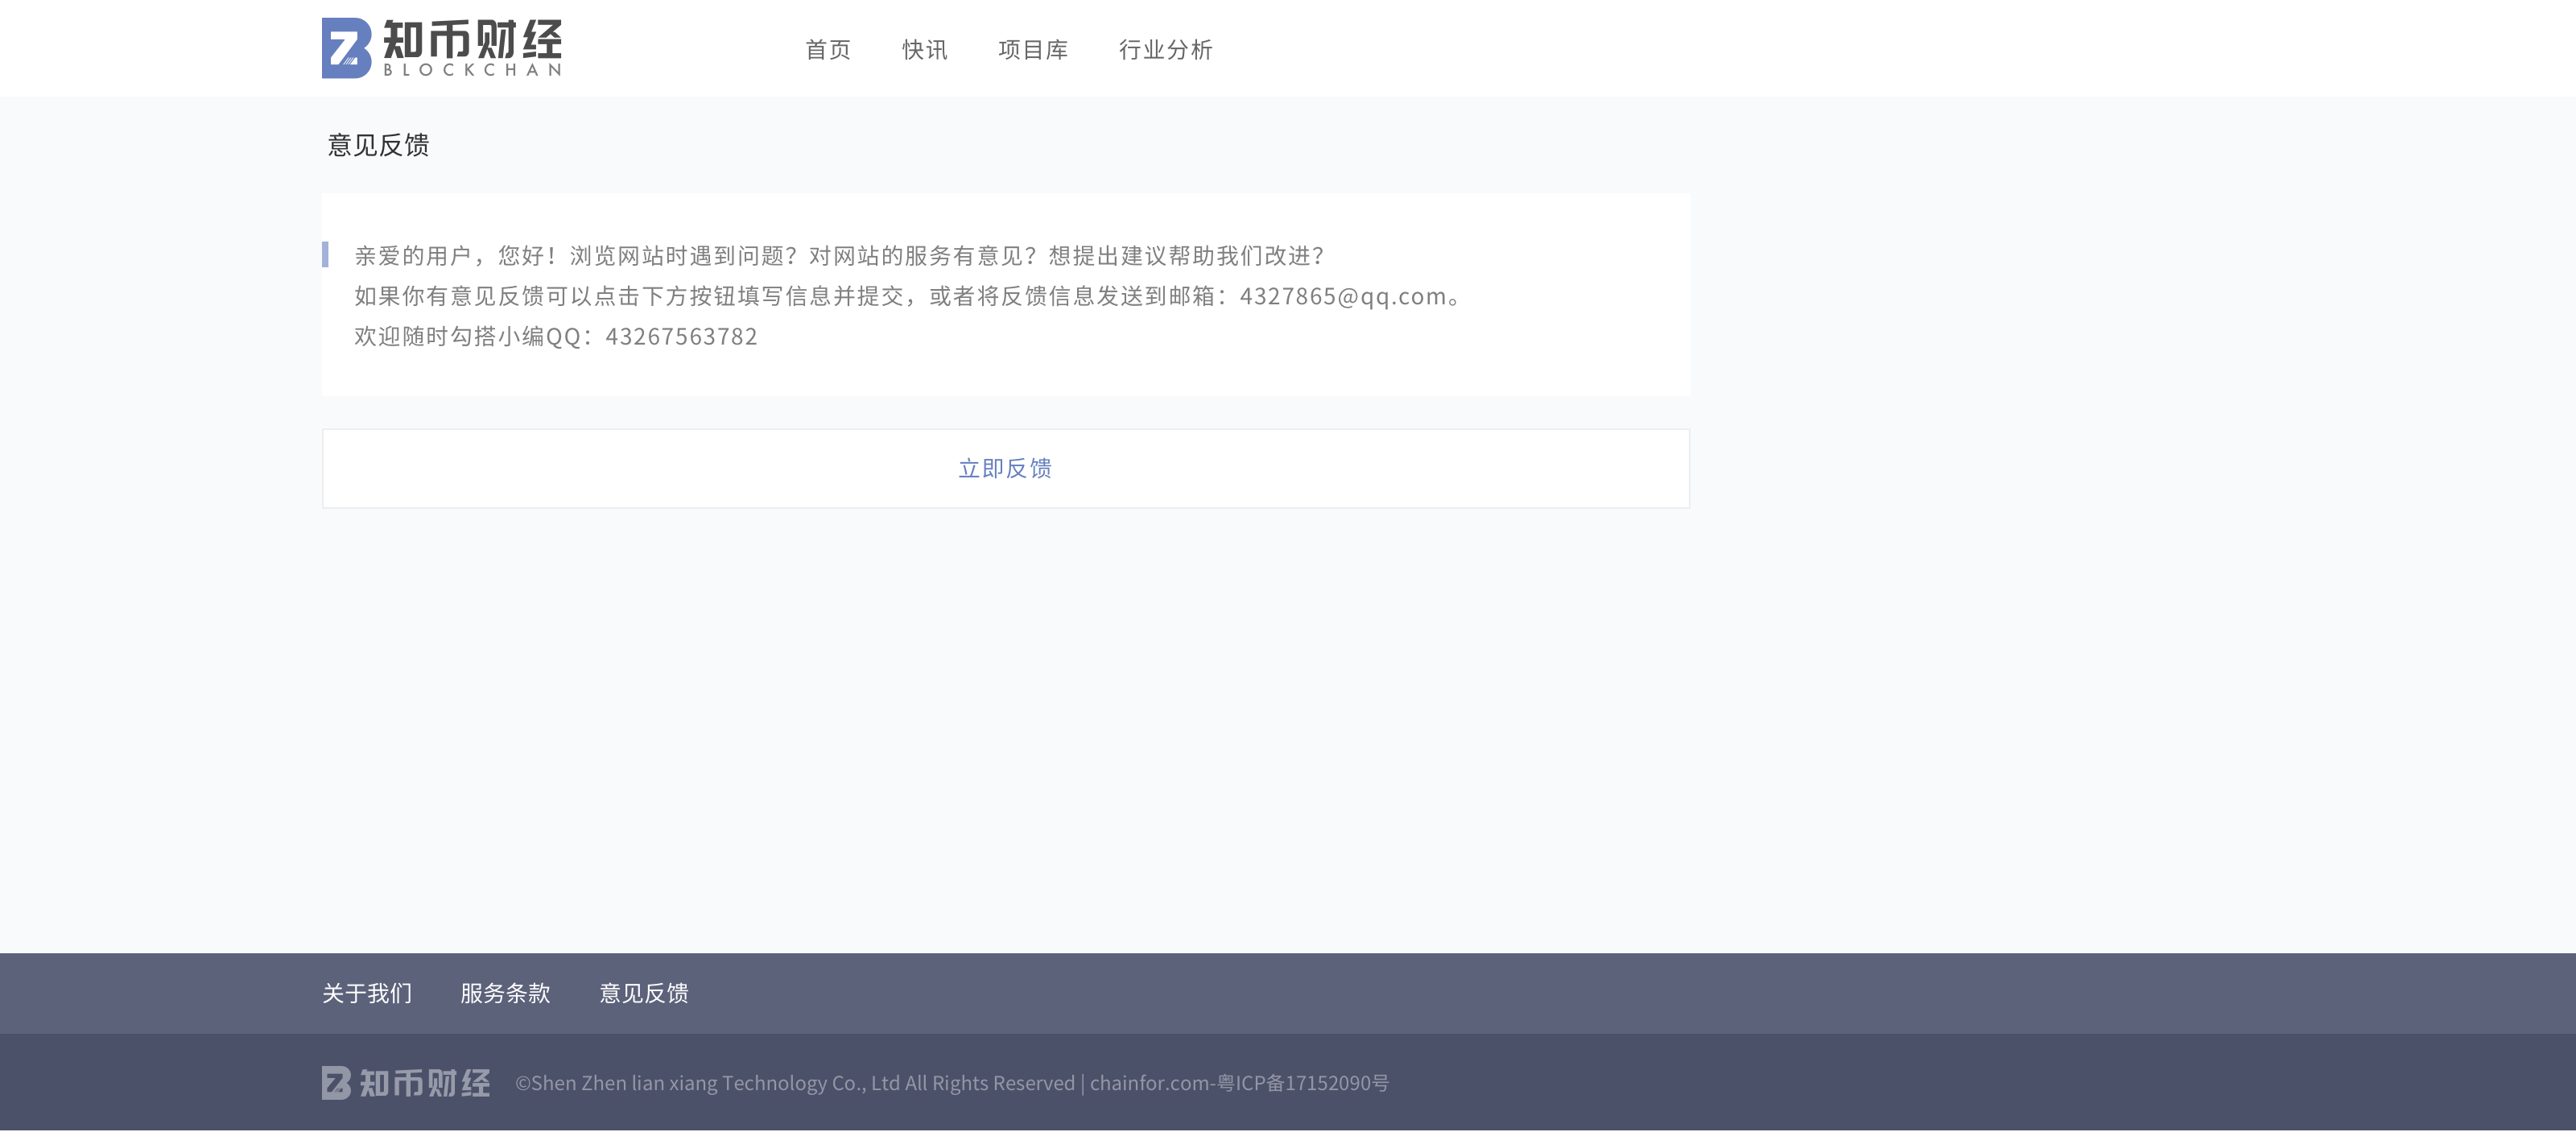 知币财经
BLOCKCHAN
首页 快讯 项目库 行业分析
意见反馈
亲爱的用户，您好！浏览网站时遇到问题？对网站的服务有意见？想提出建议帮助我们改进？
如果你有意见反馈可以点击下方按钮填写信息并提交，或者将反馈信息发送到邮箱：4327865@qq.com。
欢迎随时勾搭小编QQ：43267563782
立即反馈
关于我们 服务条款 意见反馈
知币财经 ©Shen Zhen lian xiang Technology Co., Ltd All Rights Reserved | chainfor.com-粤ICP备17152090号